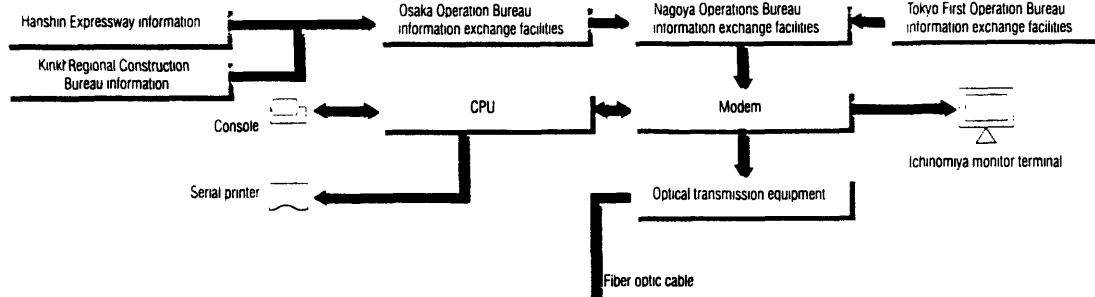 Hanshin Expressway information
Osaka Operation Bureau
information exchange facilities
Nagoya Operations Bureau
information exchange facilities
Tokyo First Operation Bureau
information exchange facilities
Kinki Regional Construction
Bureau information
Console
CPU
Modem
Ichinomiya monitor terminal
Serial printer
Optical transmission equipment
Fiber optic cable